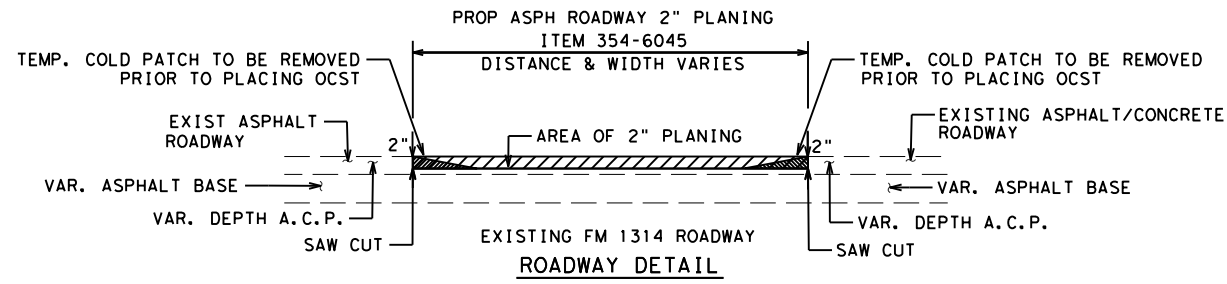 PROP ASPH ROADWAY 2" PLANING
ITEM 354-6045
DISTANCE & WIDTH VARIES
TEMP. COLD PATCH TO BE REMOVED
PRIOR TO PLACING OCST
TEMP. COLD PATCH TO BE REMOVED
PRIOR TO PLACING OCST
EXIST ASPHALT
ROADWAY
2"
AREA OF 2" PLANING
2"
EXISTING ASPHALT/CONCRETE
ROADWAY
VAR. ASPHALT BASE
VAR. ASPHALT BASE
VAR. DEPTH A.C.P.
VAR. DEPTH A.C.P.
SAW CUT
EXISTING FM 1314 ROADWAY
SAW CUT
ROADWAY DETAIL